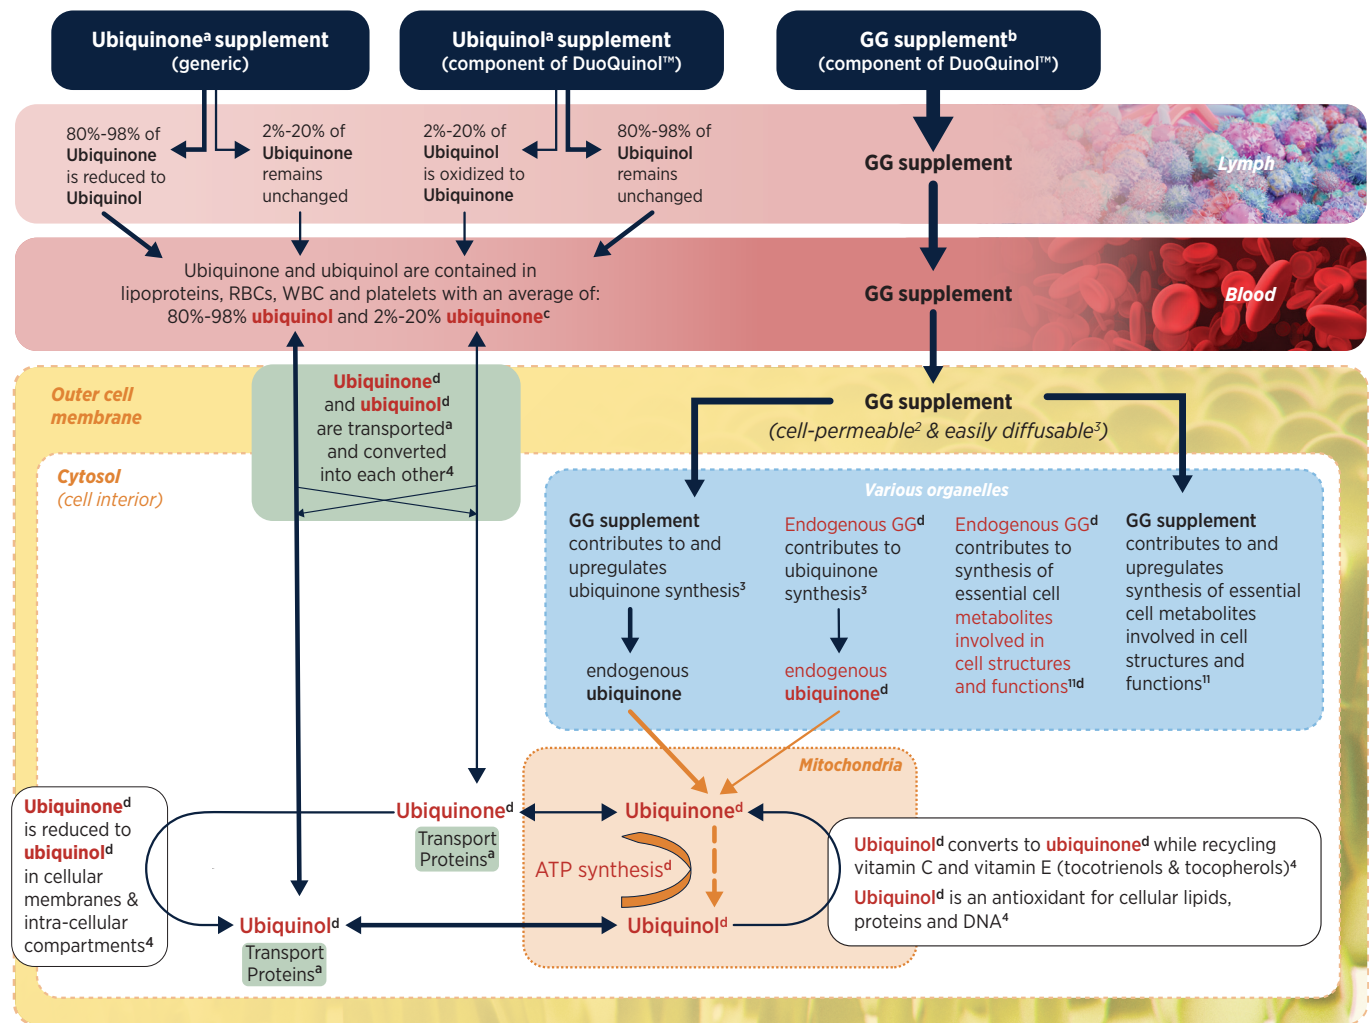 Ubiquinoneᵃ supplement
(generic)
Ubiquinolᵃ supplement
(component of DuoQuinol™)
GG supplementᵇ
(component of DuoQuinol™)
80%-98% of
Ubiquinone
is reduced to
Ubiquinol
2%-20% of
Ubiquinone
remains
unchanged
2%-20% of
Ubiquinol
is oxidized to
Ubiquinone
80%-98% of
Ubiquinol
remains
unchanged
GG supplement
Lymph
Ubiquinone and ubiquinol are contained in
lipoproteins, RBCs, WBC and platelets with an average of:
80%-98% ubiquinol and 2%-20% ubiquinoneᶜ
GG supplement
Blood
Outer cell
membrane
Ubiquinoneᵈ
and ubiquinolᵈ
are transportedᵃ
and converted
into each other⁴
GG supplement
(cell-permeable² & easily diffusable³)
Cytosol
(cell interior)
Various organelles
GG supplement
contributes to and
upregulates
ubiquinone synthesis³
endogenous
ubiquinone
Endogenous GGᵈ
contributes to
ubiquinone
synthesis³
endogenous
ubiquinoneᵈ
Endogenous GGᵈ
contributes to
synthesis of
essential cell
metabolites
involved in
cell structures
and functions¹¹ᵈ
GG supplement
contributes to and
upregulates
synthesis of essential
cell metabolites
involved in cell
structures and
functions¹¹
Mitochondria
Ubiquinoneᵈ
is reduced to
ubiquinolᵈ
in cellular
membranes &
intra-cellular
compartments⁴
Ubiquinoneᵈ
Transport
Proteinsᵃ
Ubiquinolᵈ
Transport
Proteinsᵃ
Ubiquinoneᵈ
ATP synthesisᵈ
Ubiquinolᵈ
Ubiquinolᵈ converts to ubiquinoneᵈ while recycling
vitamin C and vitamin E (tocotrienols & tocopherols)⁴
Ubiquinolᵈ is an antioxidant for cellular lipids,
proteins and DNA⁴